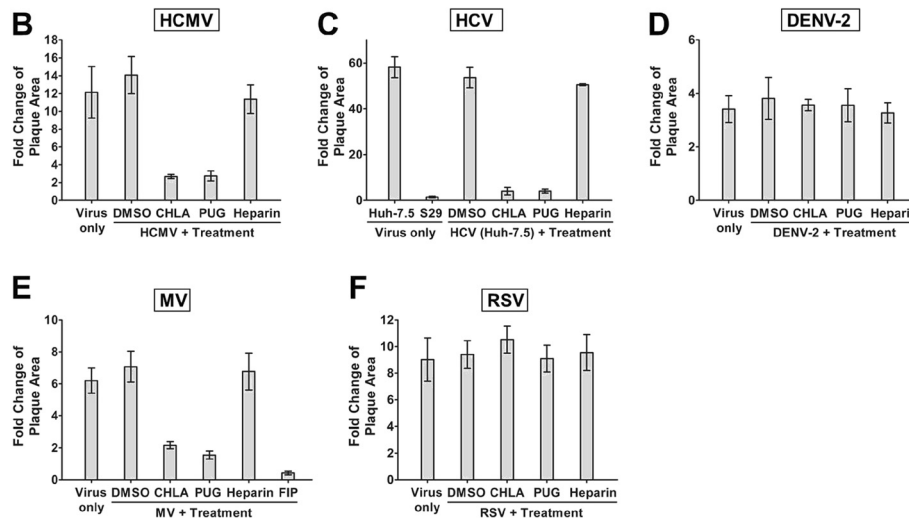 B
HCMV
Fold Change of
Plaque Area
16
14
12
10
8
6
4
2
0
Virus
only
DMSO CHLA PUG Heparin
HCMV + Treatment
C
HCV
Fold Change of
Plaque Area
60
40
20
0
Huh-7.5 S29 DMSO CHLA PUG Heparin
Virus only HCV (Huh-7.5) + Treatment
D
DENV-2
Fold Change of
Plaque Area
6
4
2
0
Virus
only
DMSO CHLA PUG Heparin
DENV-2 + Treatment
E
MV
Fold Change of
Plaque Area
8
6
4
2
0
Virus
only
DMSO CHLA PUG Heparin FIP
MV + Treatment
F
RSV
Fold Change of
Plaque Area
12
10
8
6
4
2
0
Virus
only
DMSO CHLA PUG Heparin
RSV + Treatment